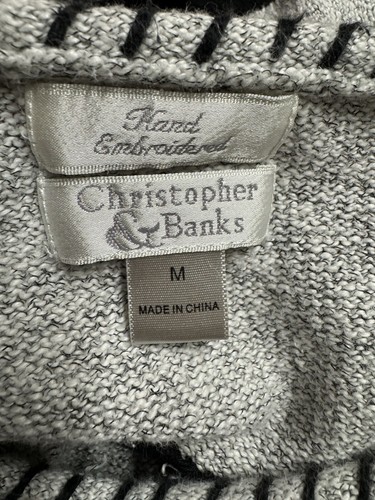 Hand
Embroidered
Christopher
& Banks
M
MADE IN CHINA